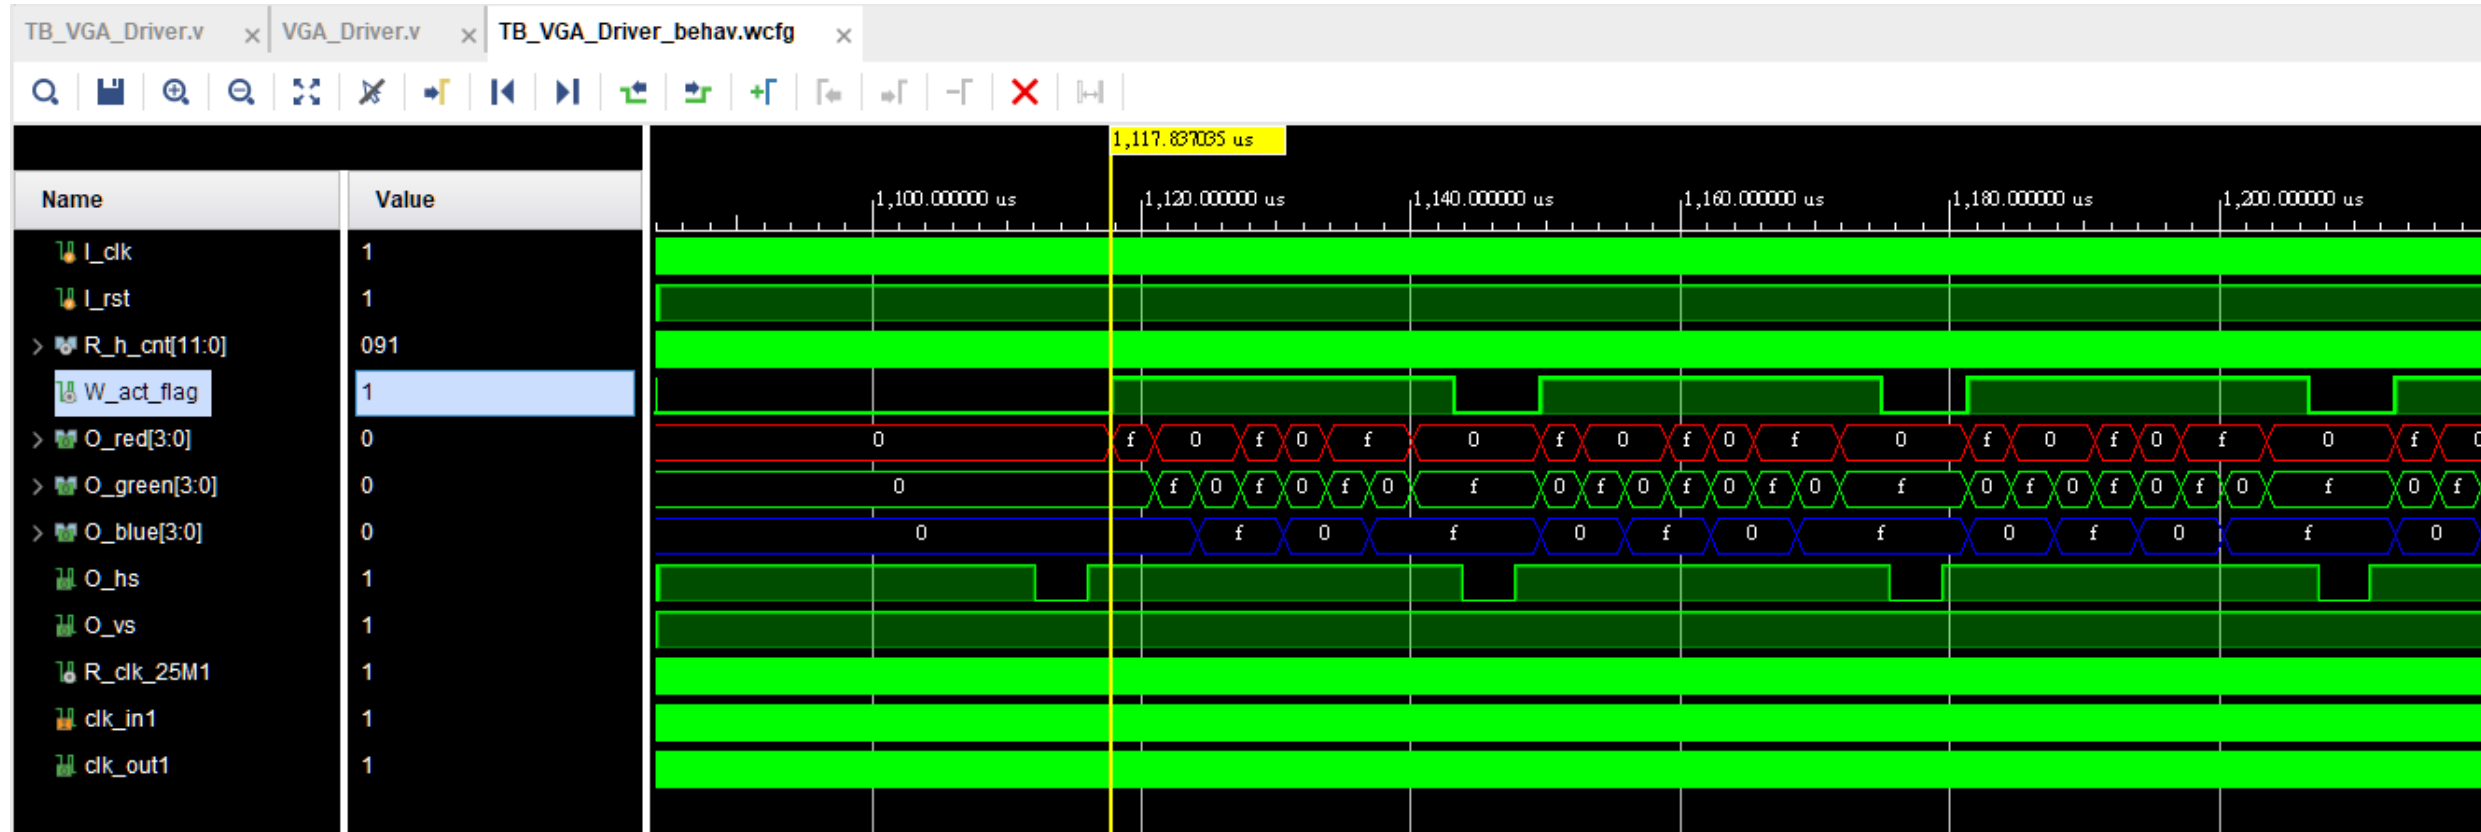 TB_VGA_Driver.v × VGA_Driver.v × TB_VGA_Driver_behav.wcfg ×
1,117.837035 us
Name Value
1,100.000000 us 1,120.000000 us 1,140.000000 us 1,160.000000 us 1,180.000000 us 1,200.000000 us
I_clk 1
I_rst 1
R_h_cnt[11:0] 091
W_act_flag 1
O_red[3:0] 0 0 f 0 f 0 f 0 f 0 f 0 f 0 f 0 f 0 f 0 f 0
O_green[3:0] 0 0 f 0 f 0 f 0 f 0 f 0 f 0 f 0 f 0 f 0 f 0 f 0 f 0 f
O_blue[3:0] 0 0 f 0 f 0 f 0 f 0 f 0 f 0
O_hs 1
O_vs 1
R_clk_25M1 1
clk_in1 1
clk_out1 1